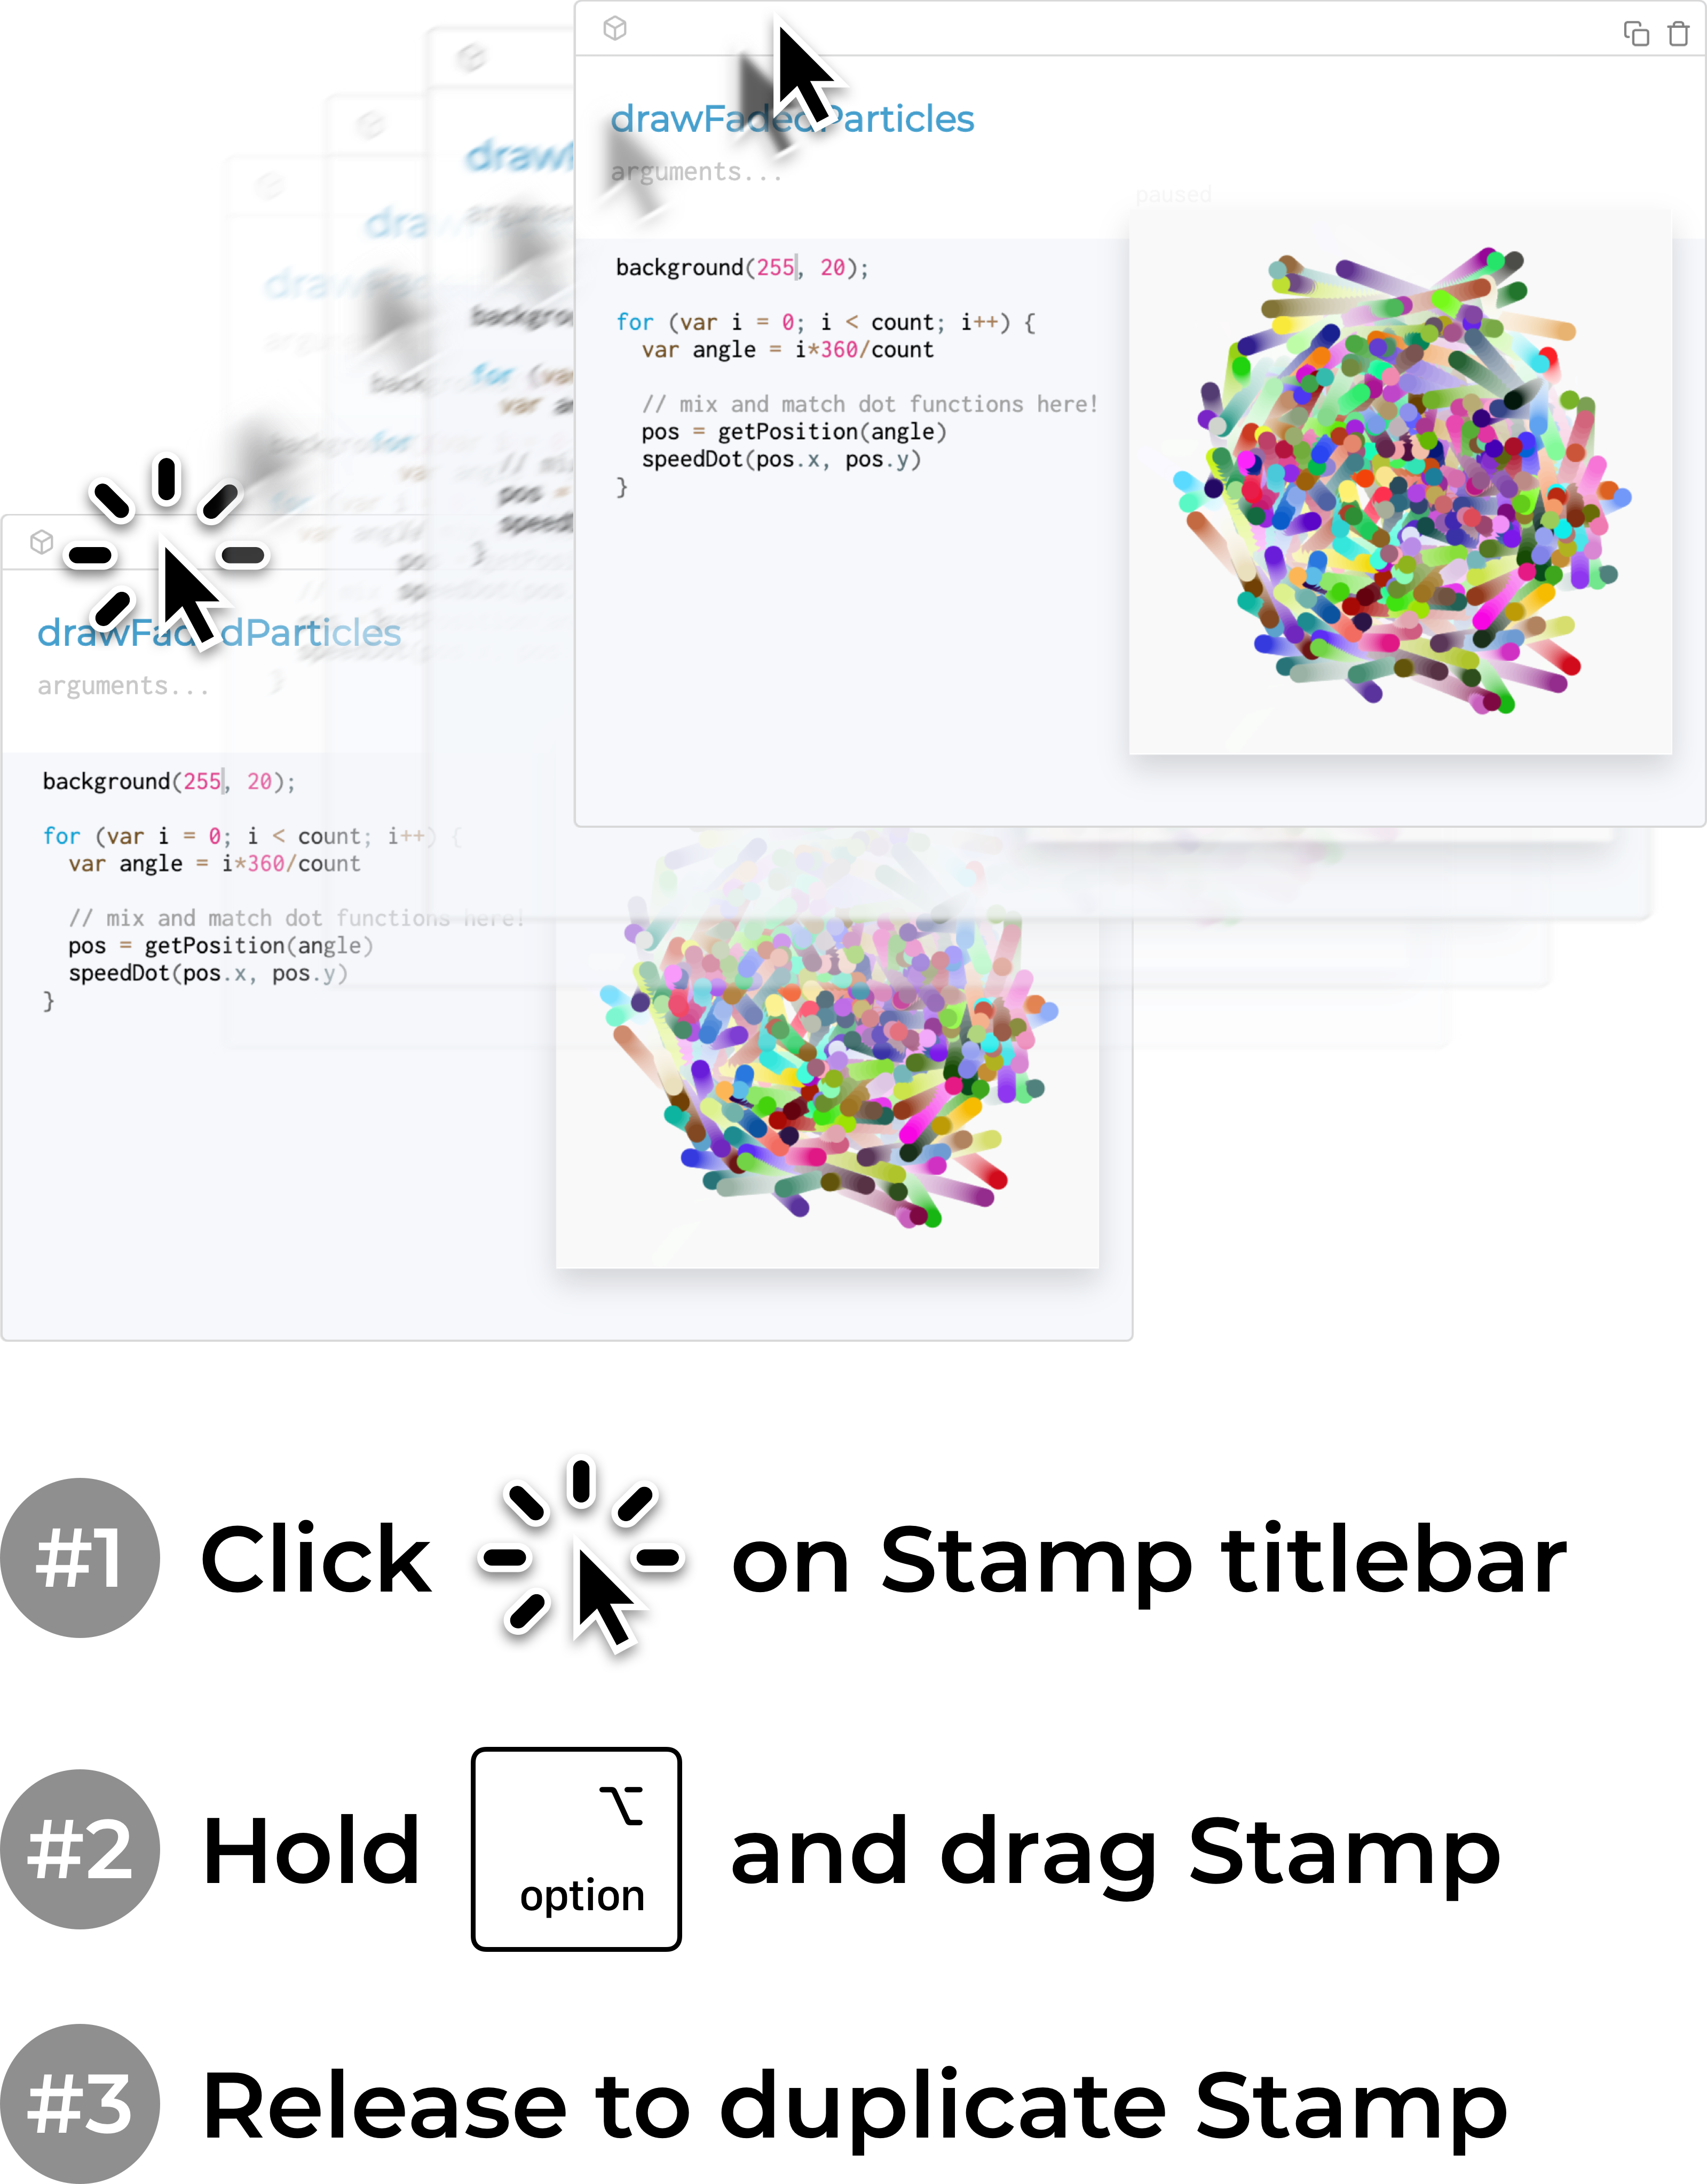 drawFadedParticles
arguments...
paused
background(255, 20);
for (var i = 0; i < count; i++) {
var angle = i*360/count
// mix and match dot functions here!
pos = getPosition(angle)
speedDot(pos.x, pos.y)
}
drawFadedParticles
arguments...
background(255, 20);
for (var i = 0; i < count; i++) {
var angle = i*360/count
// mix and match dot functions here!
pos = getPosition(angle)
speedDot(pos.x, pos.y)
}
#1 Click on Stamp titlebar
#2 Hold ⌥ option and drag Stamp
#3 Release to duplicate Stamp